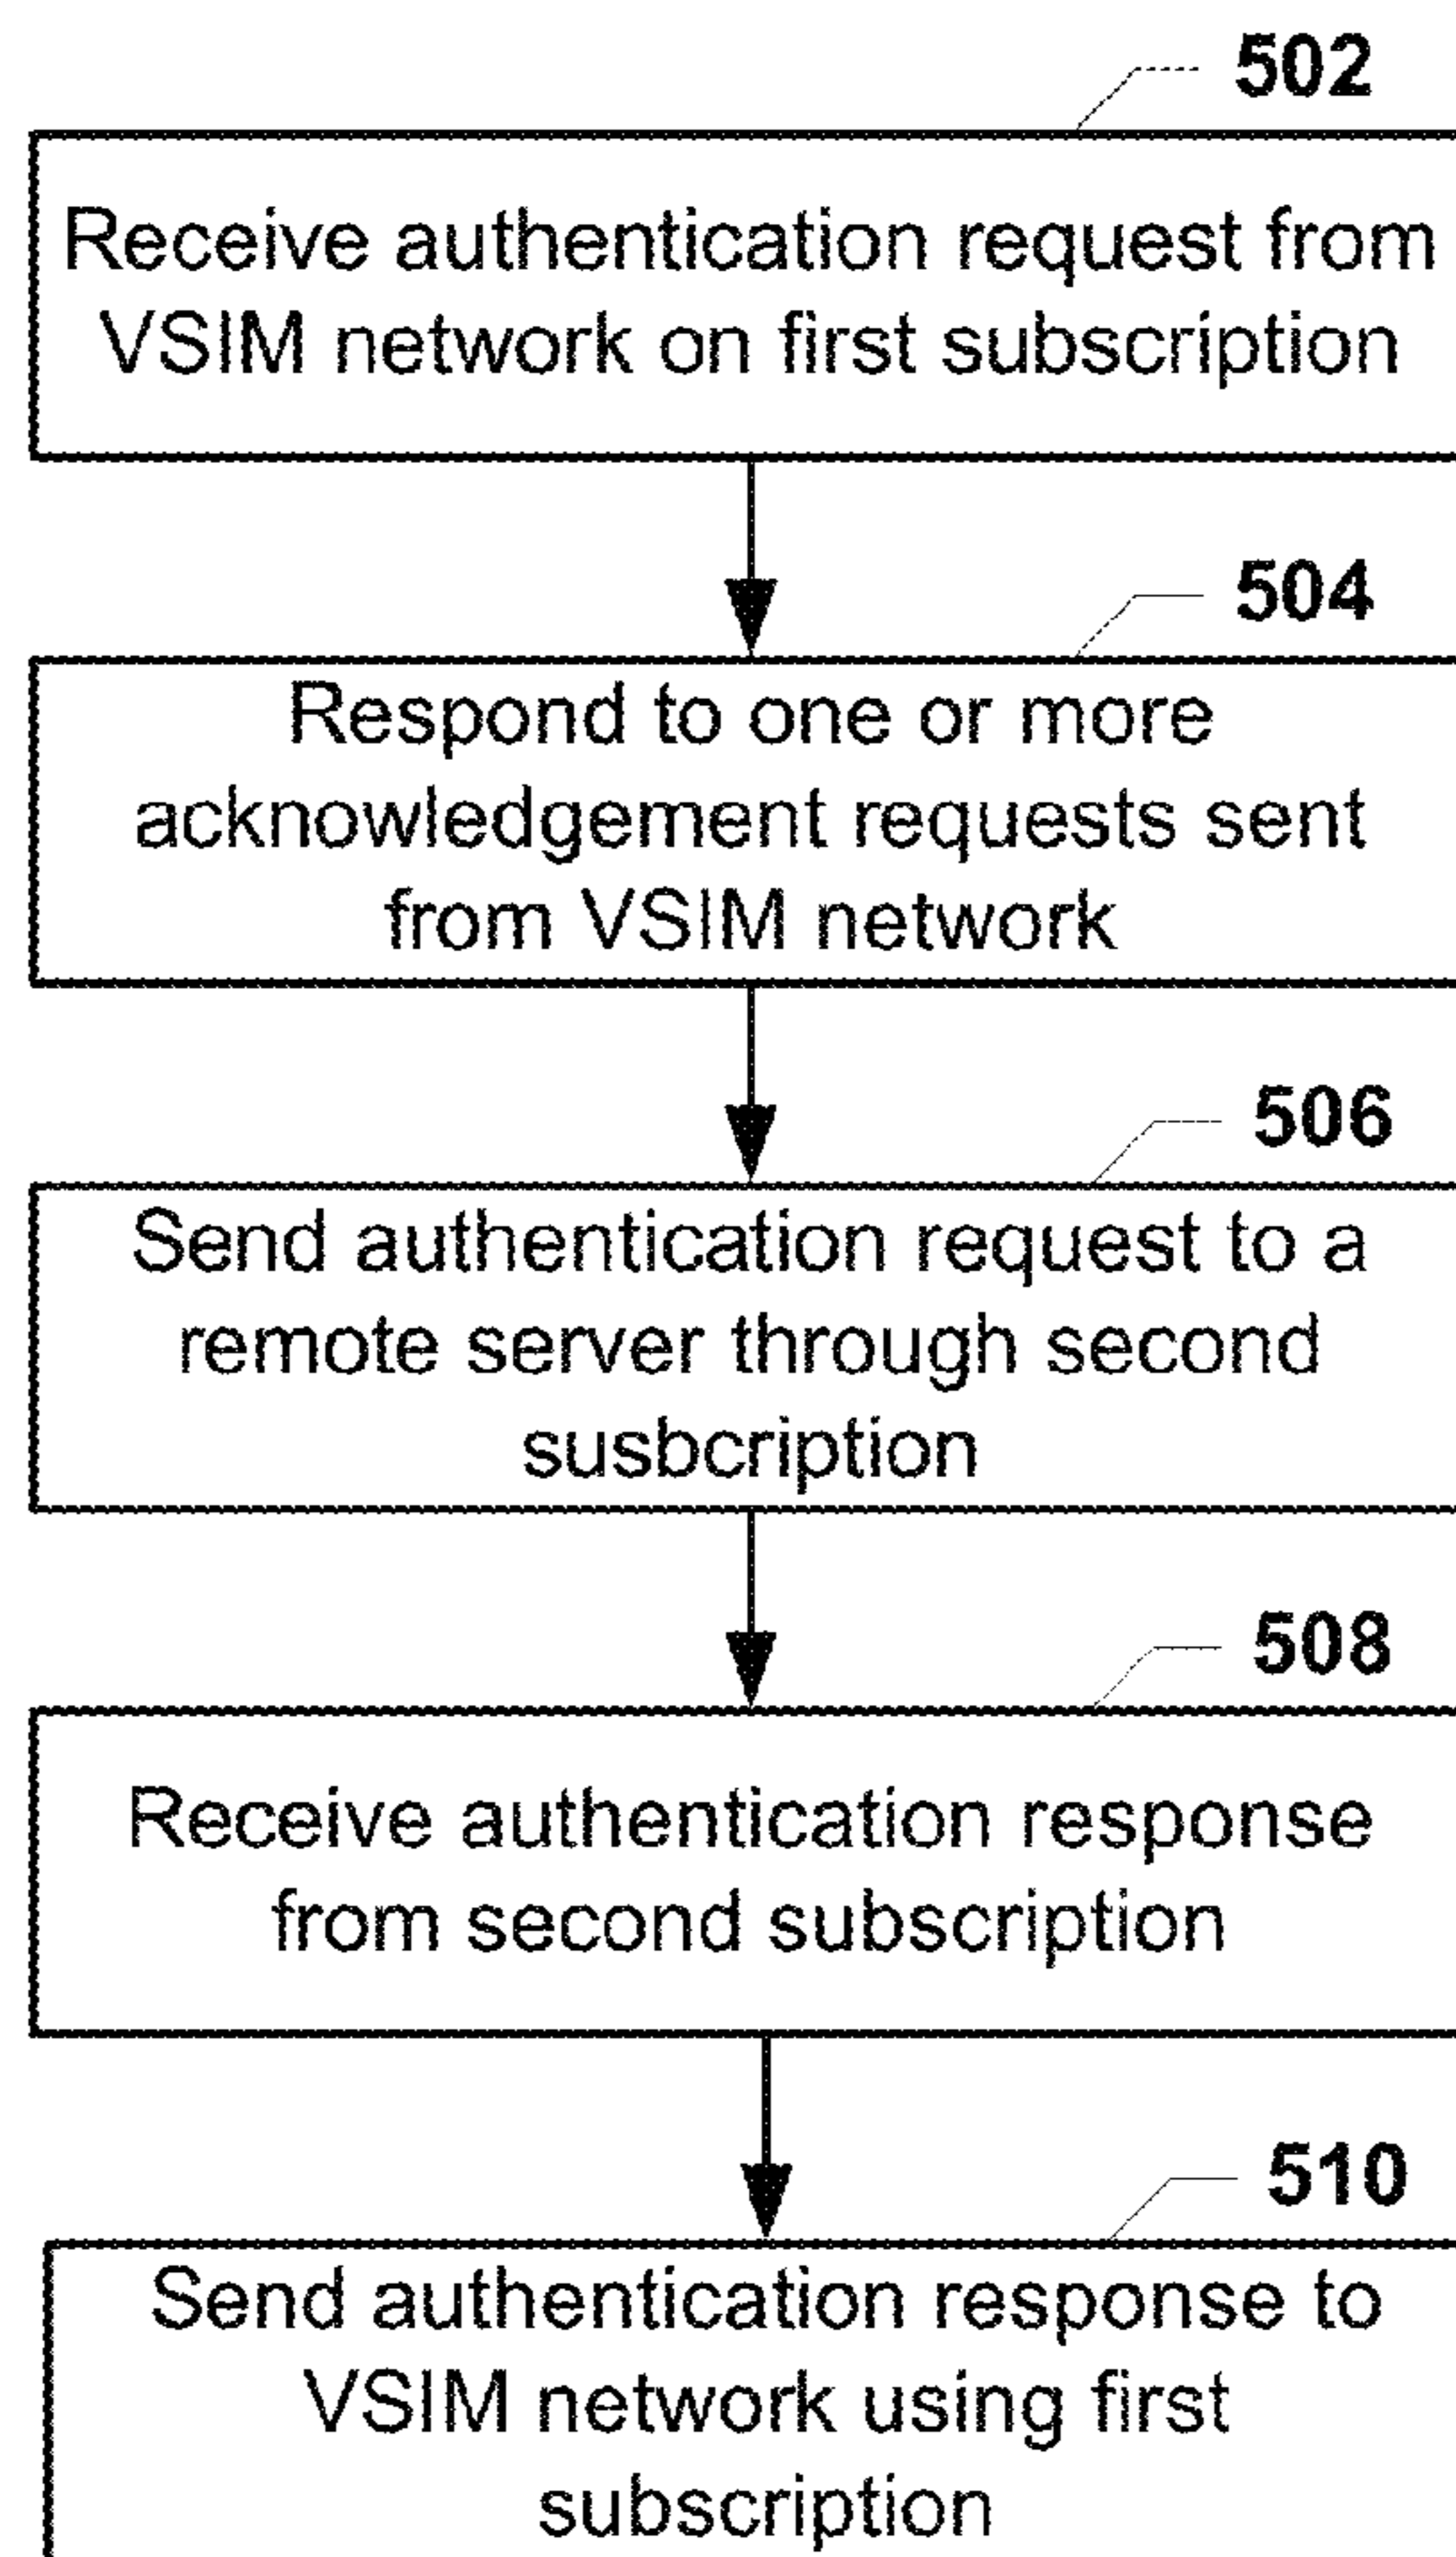 502
Receive authentication request from
VSIM network on first subscription
504
Respond to one or more
acknowledgement requests sent
from VSIM network
506
Send authentication request to a
remote server through second
susbcription
508
Receive authentication response
from second subscription
510
Send authentication response to
VSIM network using first
subscription